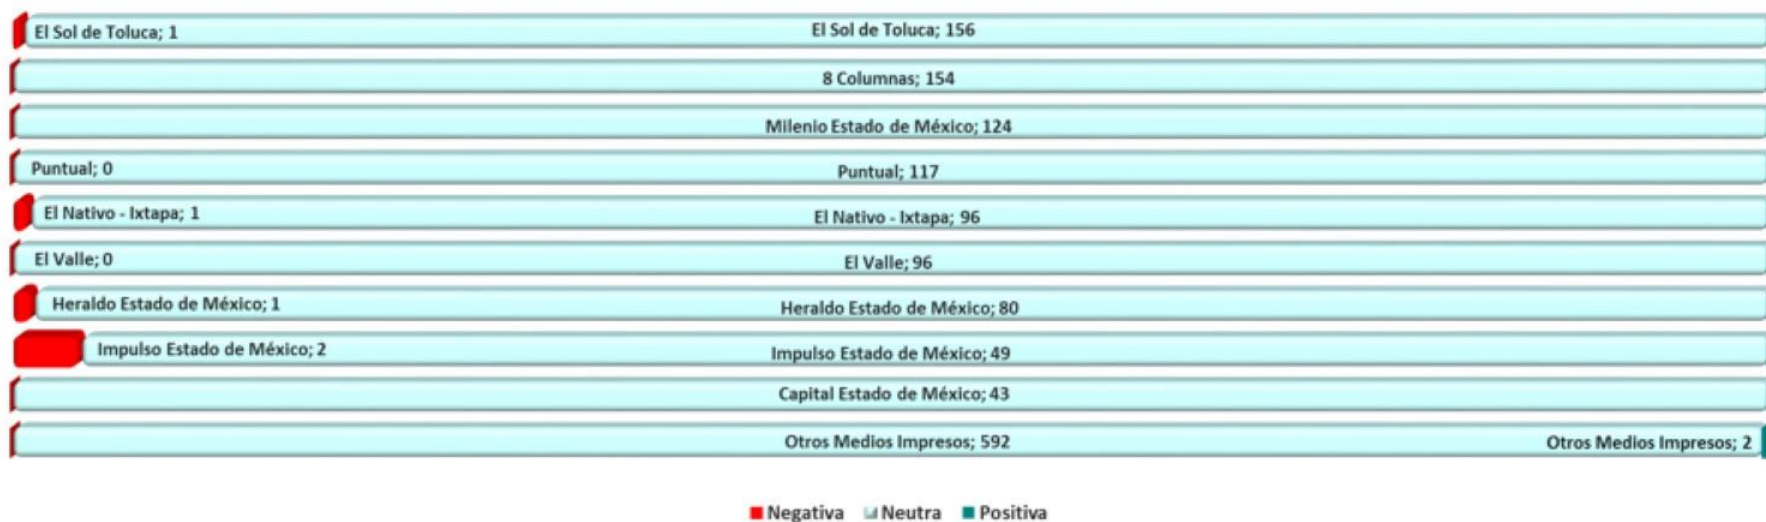 El Sol de Toluca; 1 El Sol de Toluca; 156
8 Columnas; 154
Milenio Estado de México; 124
Puntual; 0 Puntual; 117
El Nativo - Ixtapa; 1 El Nativo - Ixtapa; 96
El Valle; 0 El Valle; 96
Heraldo Estado de México; 1 Heraldo Estado de México; 80
Impulso Estado de México; 2 Impulso Estado de México; 49
Capital Estado de México; 43
Otros Medios Impresos; 592 Otros Medios Impresos; 2
Negativa Neutra Positiva